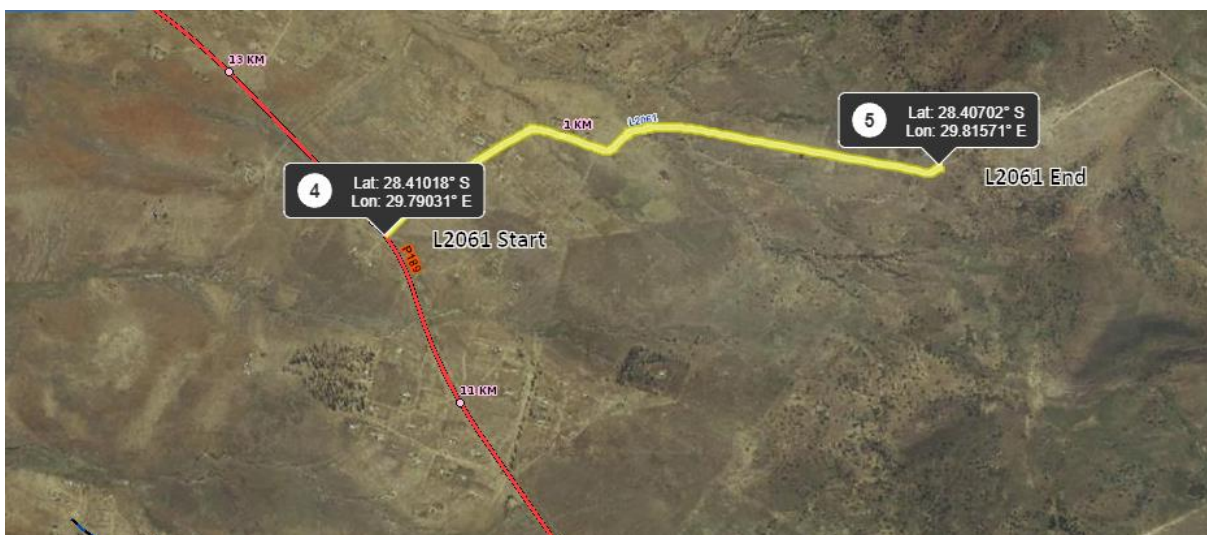 13 KM
1 KM
L2061
5
Lat: 28.40702° S
Lon: 29.81571° E
L2061 End
4
Lat: 28.41018° S
Lon: 29.79031° E
L2061 Start
P189
11 KM